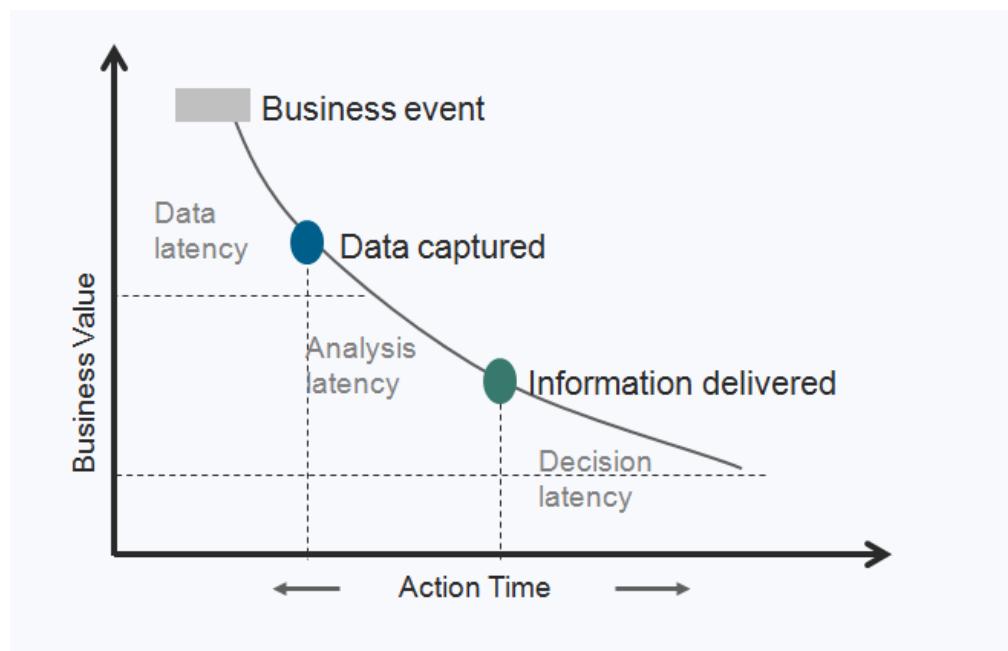 Business event
Data
latency
Data captured
Analysis
latency
Information delivered
Decision
latency
Business Value
Action Time